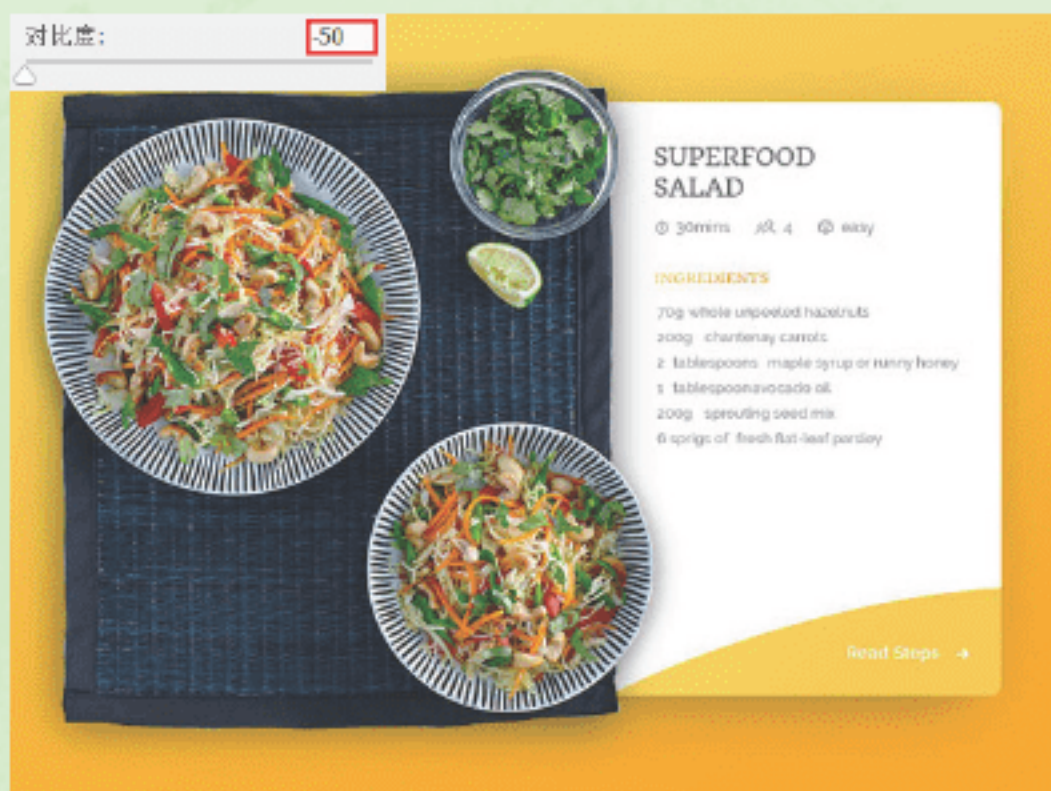 对比度:
-50
SUPERFOOD
SALAD
30mins 4 easy
INGREDIENTS
70g whole unpeeled hazelnuts
200g chantenay carrots
2 tablespoons maple syrup or runny honey
1 tablespoonavocado oil
200g sprouting seed mix
6 sprigs of fresh flat-leaf parsley
Read Steps